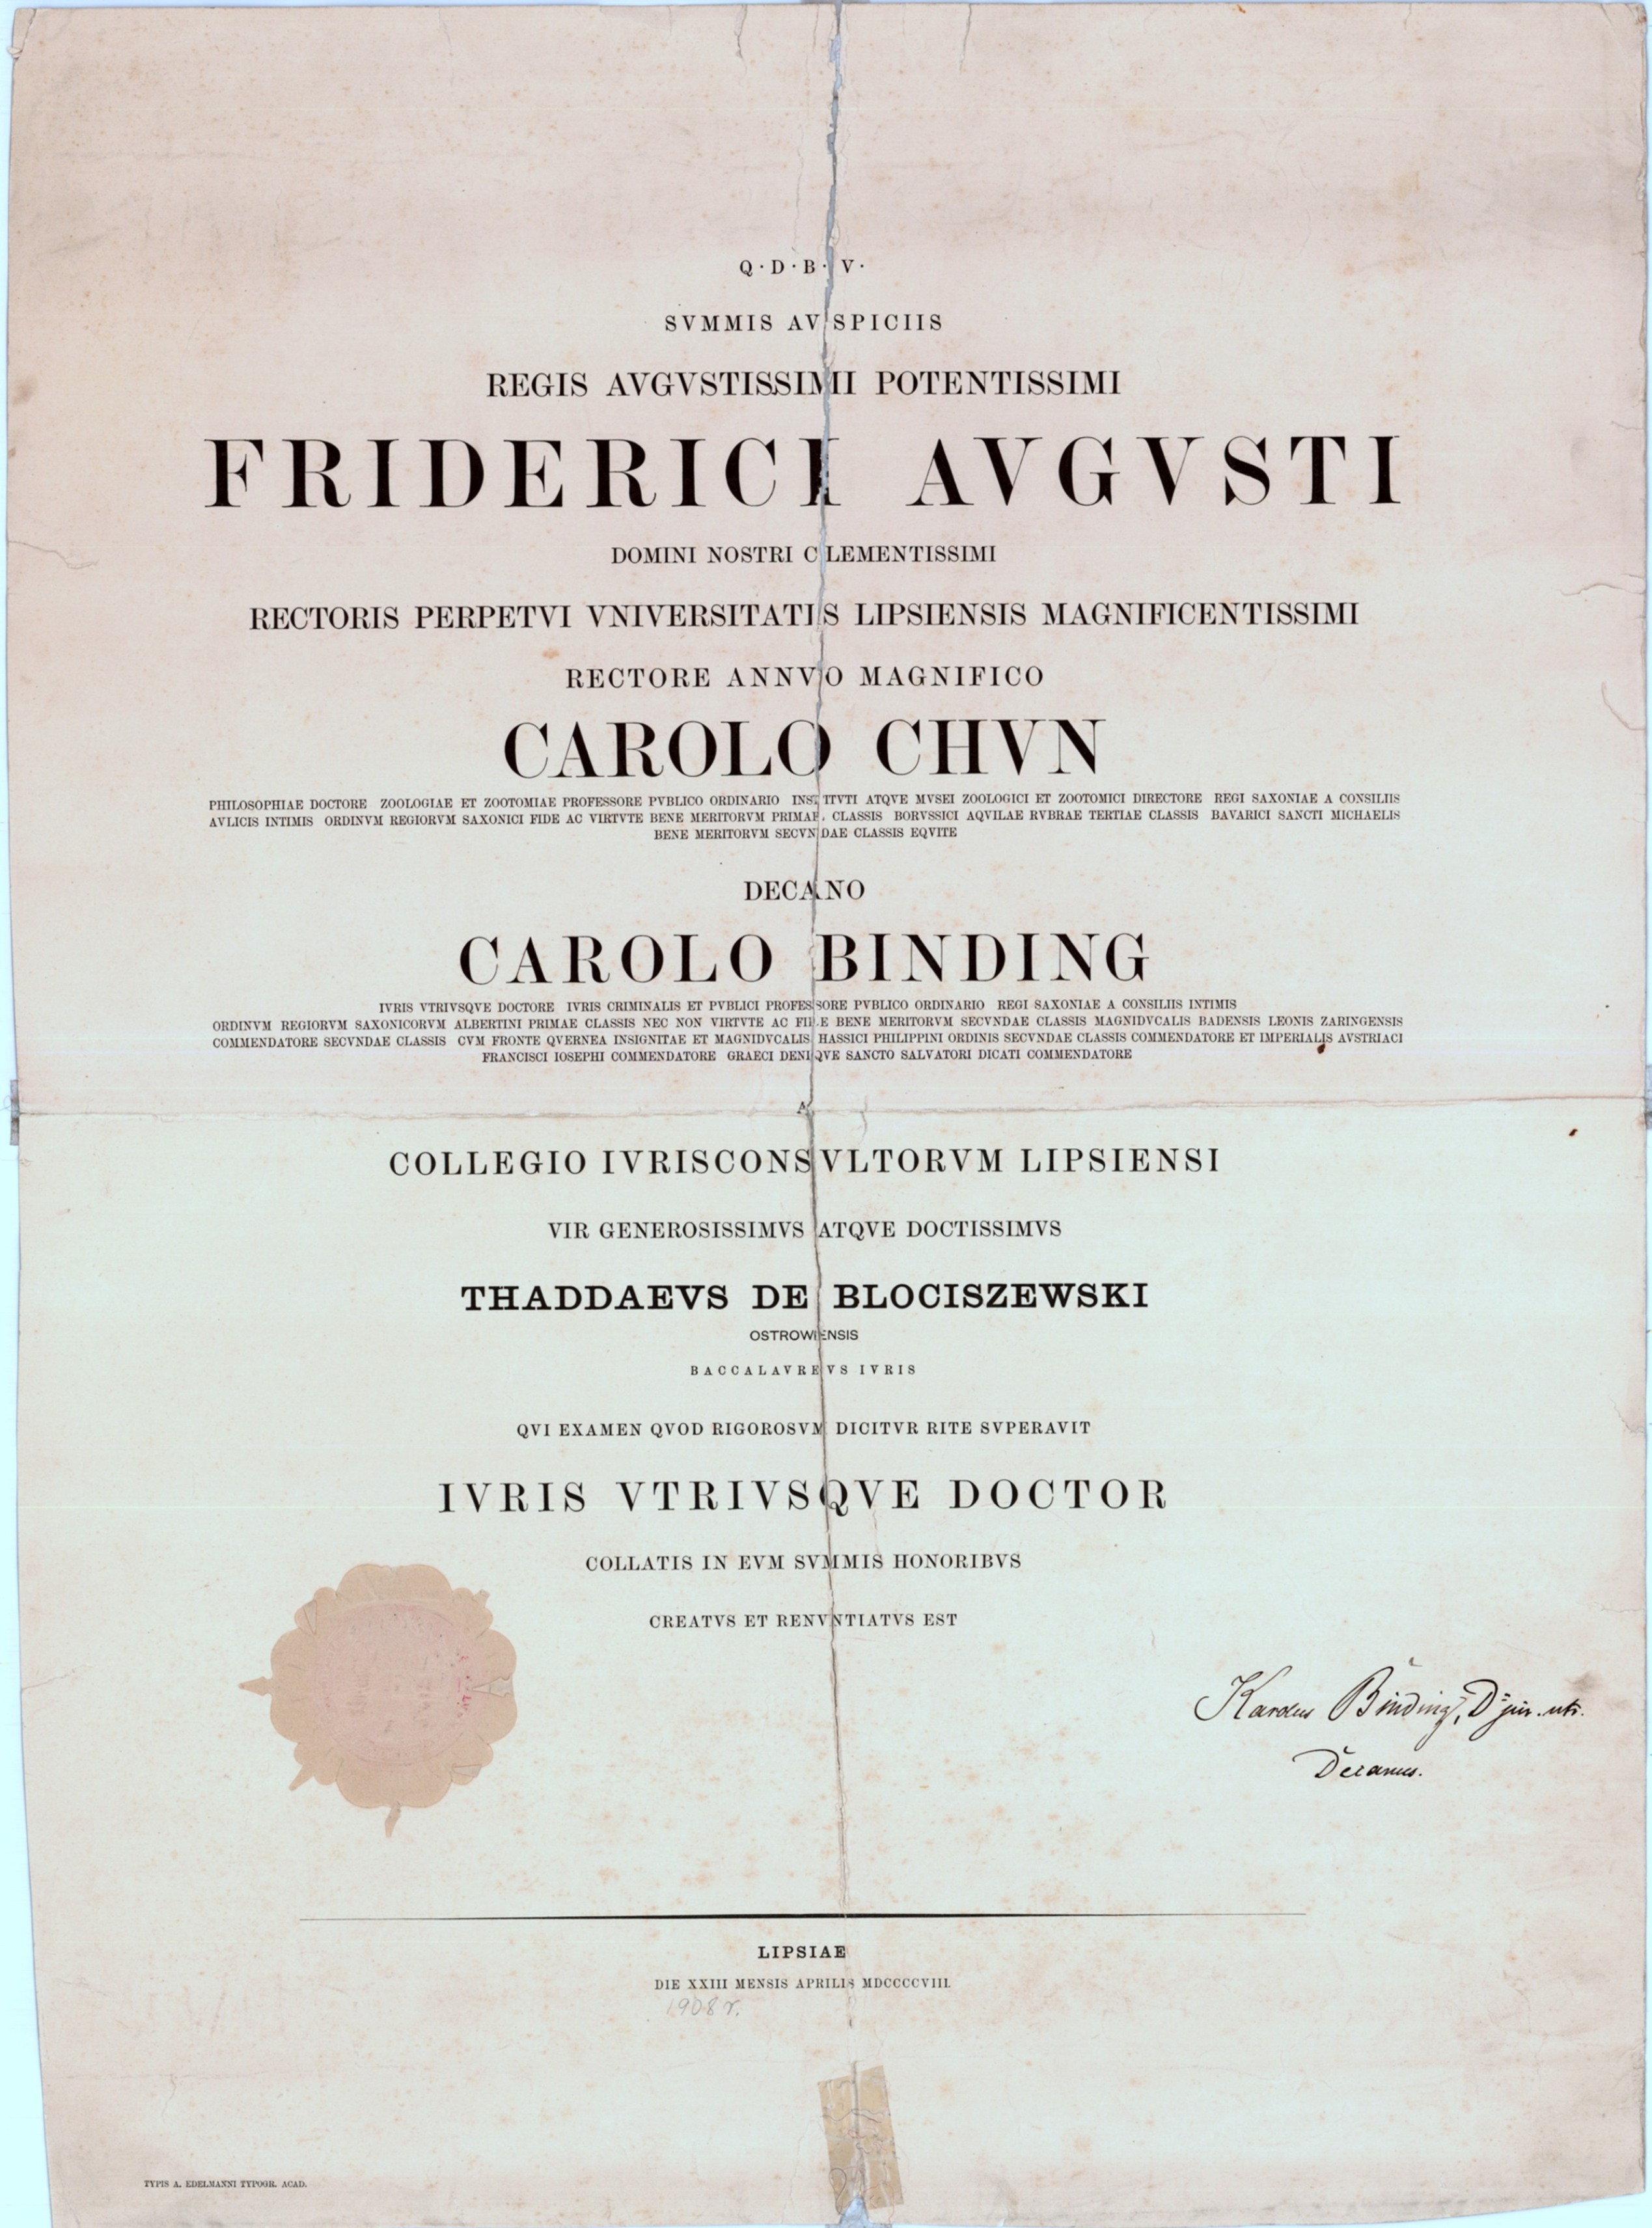 Q · D · B · V ·
SVMMIS AVSPICIIS
REGIS AVGVSTISSIMI POTENTISSIMI
FRIDERICI AVGVSTI
DOMINI NOSTRI CLEMENTISSIMI
RECTORIS PERPETVI VNIVERSITATIS LIPSIENSIS MAGNIFICENTISSIMI
RECTORE ANNVO MAGNIFICO
CAROLO CHVN
PHILOSOPHIAE DOCTORE ZOOLOGIAE ET ZOOTOMIAE PROFESSORE PVBLICO ORDINARIO INSTITVTI ATQVE MVSEI ZOOLOGICI ET ZOOTOMICI DIRECTORE REGI SAXONIAE A CONSILIIS
AVLICIS INTIMIS ORDINVM REGIORVM SAXONICI FIDE AC VIRTVTE BENE MERITORVM PRIMAE CLASSIS BORVSSICI AQVILAE RVBRAE TERTIAE CLASSIS BAVARICI SANCTI MICHAELIS
BENE MERITORVM SECVNDAE CLASSIS EQVITE
DECANO
CAROLO BINDING
IVRIS VTRIVSQVE DOCTORE IVRIS CRIMINALIS ET PVBLICI PROFESSORE PVBLICO ORDINARIO REGI SAXONIAE A CONSILIIS INTIMIS
ORDINVM REGIORVM SAXONICORVM ALBERTINI PRIMAE CLASSIS NEC NON VIRTVTE AC FIDE BENE MERITORVM SECVNDAE CLASSIS MAGNIDVCALIS BADENSIS LEONIS ZARINGENSIS
COMMENDATORE SECVNDAE CLASSIS CVM FRONTE QVERNEA INSIGNITAE ET MAGNIDVCALIS HASSICI PHILIPPINI ORDINIS SECVNDAE CLASSIS COMMENDATORE ET IMPERIALIS AVSTRIACI
FRANCISCI IOSEPHI COMMENDATORE GRAECI DENIQVE SANCTO SALVATORI DICATI COMMENDATORE
A
COLLEGIO IVRISCONSVLTORVM LIPSIENSI
VIR GENEROSISSIMVS ATQVE DOCTISSIMVS
THADDAEVS DE BLOCISZEWSKI
OSTROWIENSIS
BACCALAVREVS IVRIS
QVI EXAMEN QVOD RIGOROSVM DICITVR RITE SVPERAVIT
IVRIS VTRIVSQVE DOCTOR
COLLATIS IN EVM SVMMIS HONORIBVS
CREATVS ET RENVNTIATVS EST
Karolus Binding, Dr jur. utr.
Decanus.
LIPSIAE
DIE XXIII MENSIS APRILIS MDCCCCVIII.
1908 r.
TYPIS A. EDELMANNI TYPOGR. ACAD.